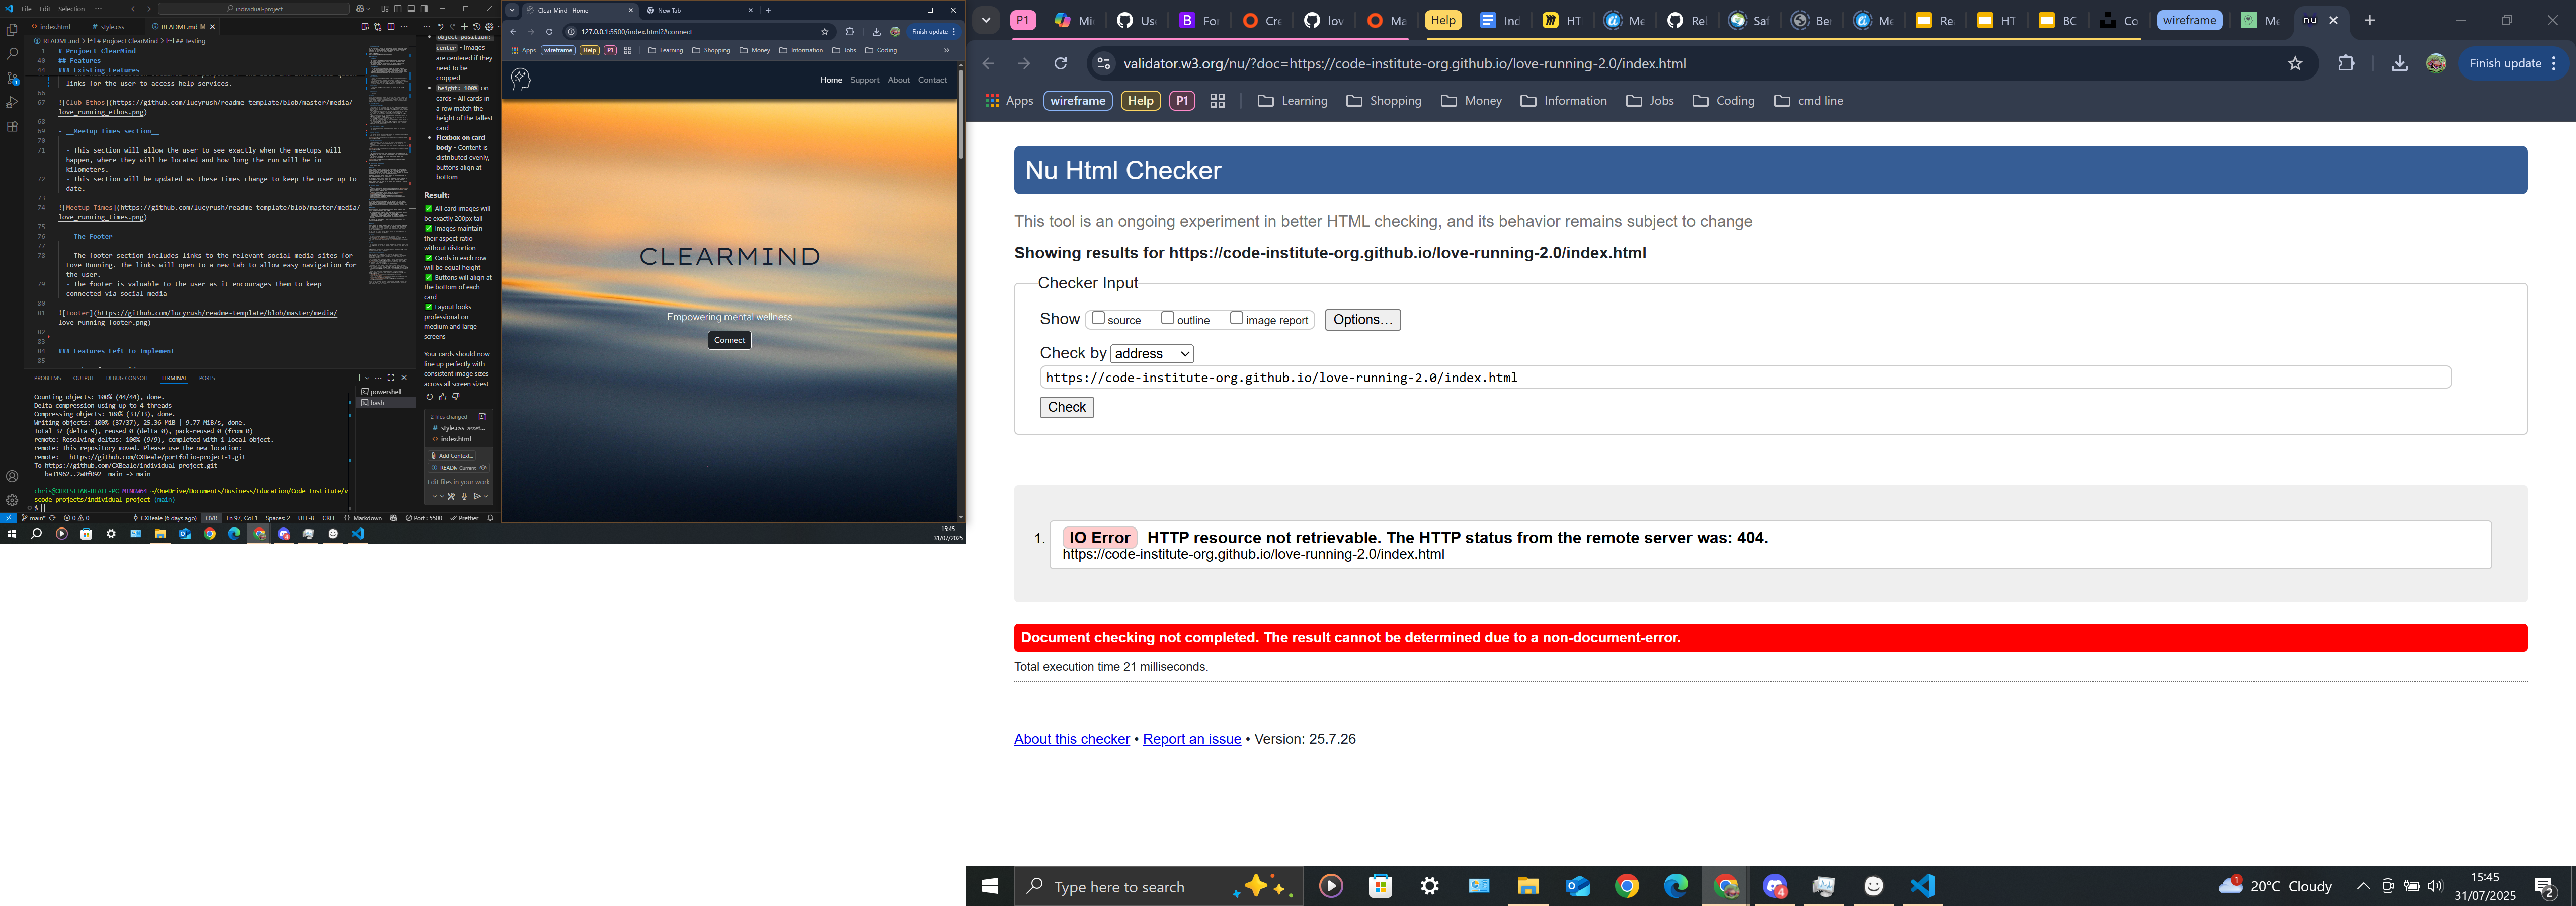 File Edit Selection ··· individual-project
index.html style.css README.md M
README.md > # Project ClearMind > ## Testing
1 # Project ClearMind
40 ## Features
44 ### Existing Features
links for the user to access help services.
66
67 ![Club Ethos](https://github.com/lucyrush/readme-template/blob/master/media/
love_running_ethos.png)
68
69 - __Meetup Times section__
70
71 - This section will allow the user to see exactly when the meetups will
happen, where they will be located and how long the run will be in
kilometers.
72 - This section will be updated as these times change to keep the user up to
date.
73
74 ![Meetup Times](https://github.com/lucyrush/readme-template/blob/master/media/
love_running_times.png)
75
76 - __The Footer__
77
78 - The footer section includes links to the relevant social media sites for
Love Running. The links will open to a new tab to allow easy navigation for
the user.
79 - The footer is valuable to the user as it encourages them to keep
connected via social media
80
81 ![Footer](https://github.com/lucyrush/readme-template/blob/master/media/
love_running_footer.png)
82
83
84 ### Features Left to Implement
85
PROBLEMS OUTPUT DEBUG CONSOLE TERMINAL PORTS
powershell
bash
Counting objects: 100% (44/44), done.
Delta compression using up to 4 threads
Compressing objects: 100% (33/33), done.
Writing objects: 100% (37/37), 25.36 MiB | 9.77 MiB/s, done.
Total 37 (delta 9), reused 0 (delta 0), pack-reused 0 (from 0)
remote: Resolving deltas: 100% (9/9), completed with 1 local object.
remote: This repository moved. Please use the new location:
remote: https://github.com/CXBeale/portfolio-project-1.git
To https://github.com/CXBeale/individual-project.git
ba31962..2a8f092 main -> main
chris@CHRISTIAN-BEALE-PC MINGW64 ~/OneDrive/Documents/Business/Education/Code Institute/v
scode-projects/individual-project (main)
$
object-position:
center - Images
are centered if they
need to be
cropped
height: 100% on
cards - All cards in
a row match the
height of the tallest
card
Flexbox on card-
body - Content is
distributed evenly,
buttons align at
bottom
Result:
✅ All card images will
be exactly 200px tall
✅ Images maintain
their aspect ratio
without distortion
✅ Cards in each row
will be equal height
✅ Buttons will align at
the bottom of each
card
✅ Layout looks
professional on
medium and large
screens
Your cards should now
line up perfectly with
consistent image sizes
across all screen sizes!
2 files changed
style.css asset...
index.html
Add Context...
READN Current
Edit files in your work
main* 0 0 CXBeale (6 days ago) OVR Ln 97, Col 1 Spaces: 2 UTF-8 CRLF {} Markdown Port : 5500 Prettier
Clear Mind | Home New Tab
127.0.0.1:5500/index.html?#connect Finish update
Apps wireframe Help P1 Learning Shopping Money Information Jobs Coding »
Home Support About Contact
CLEARMIND
Empowering mental wellness
Connect
15:45
31/07/2025
P1 Mi Us Fo Cre lov Ma Help Ind HT Me Rel Saf Ber Me Re HT BC Co wireframe Me nu
validator.w3.org/nu/?doc=https://code-institute-org.github.io/love-running-2.0/index.html Finish update
Apps wireframe Help P1 Learning Shopping Money Information Jobs Coding cmd line
Nu Html Checker
This tool is an ongoing experiment in better HTML checking, and its behavior remains subject to change
Showing results for https://code-institute-org.github.io/love-running-2.0/index.html
Checker Input
Show source outline image report Options...
Check by address
https://code-institute-org.github.io/love-running-2.0/index.html
Check
1. IO Error HTTP resource not retrievable. The HTTP status from the remote server was: 404.
https://code-institute-org.github.io/love-running-2.0/index.html
Document checking not completed. The result cannot be determined due to a non-document-error.
Total execution time 21 milliseconds.
About this checker • Report an issue • Version: 25.7.26
Type here to search
4
1 20°C Cloudy
15:45
31/07/2025
2